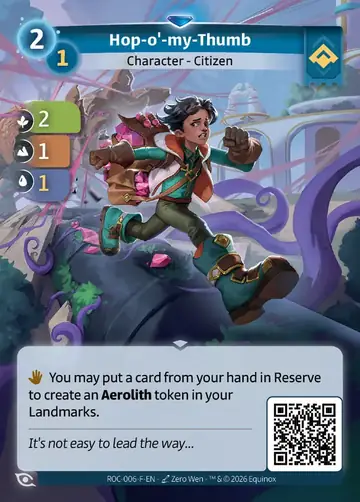 2
1
Hop-o'-my-Thumb
Character - Citizen
2
1
1
You may put a card from your hand in Reserve
to create an Aerolith token in your
Landmarks.
It's not easy to lead the way...
ROC-006-F-EN - Zero Wen - ™ & © 2026 Equinox